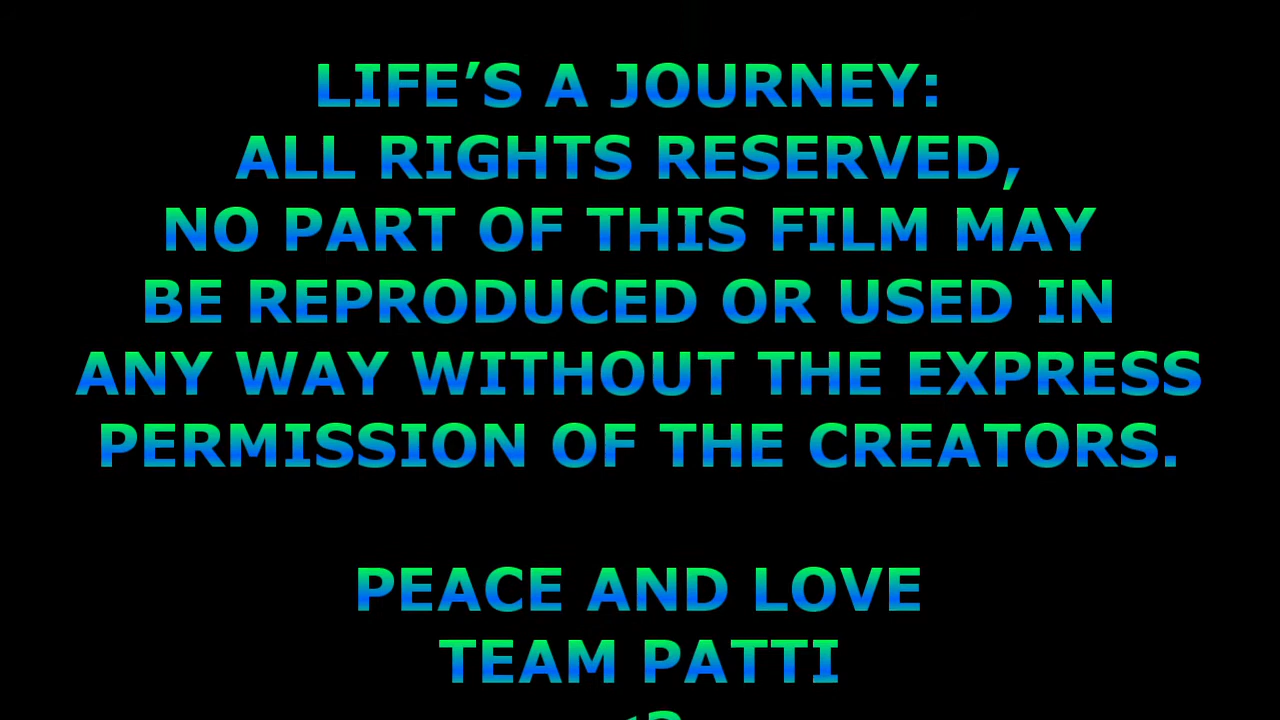 LIFE’S A JOURNEY:
ALL RIGHTS RESERVED,
NO PART OF THIS FILM MAY
BE REPRODUCED OR USED IN
ANY WAY WITHOUT THE EXPRESS
PERMISSION OF THE CREATORS.
PEACE AND LOVE
TEAM PATTI